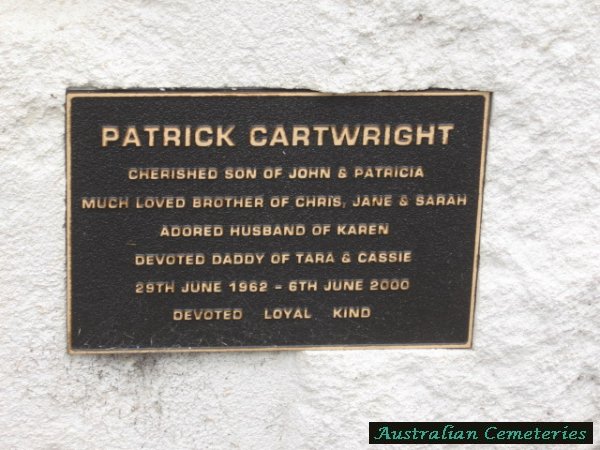 PATRICK CARTWRIGHT
CHERISHED SON OF JOHN & PATRICIA
MUCH LOVED BROTHER OF CHRIS, JANE & SARAH
ADORED HUSBAND OF KAREN
DEVOTED DADDY OF TARA & CASSIE
29TH JUNE 1962 – 6TH JUNE 2000
DEVOTED LOYAL KIND
Australian Cemeteries